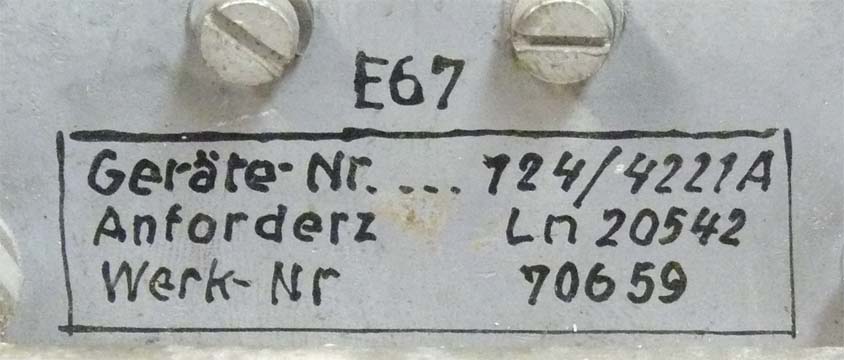 E67
Geräte-Nr. ... 124/4221A
Anforderz Ln 20542
Werk-Nr 70659